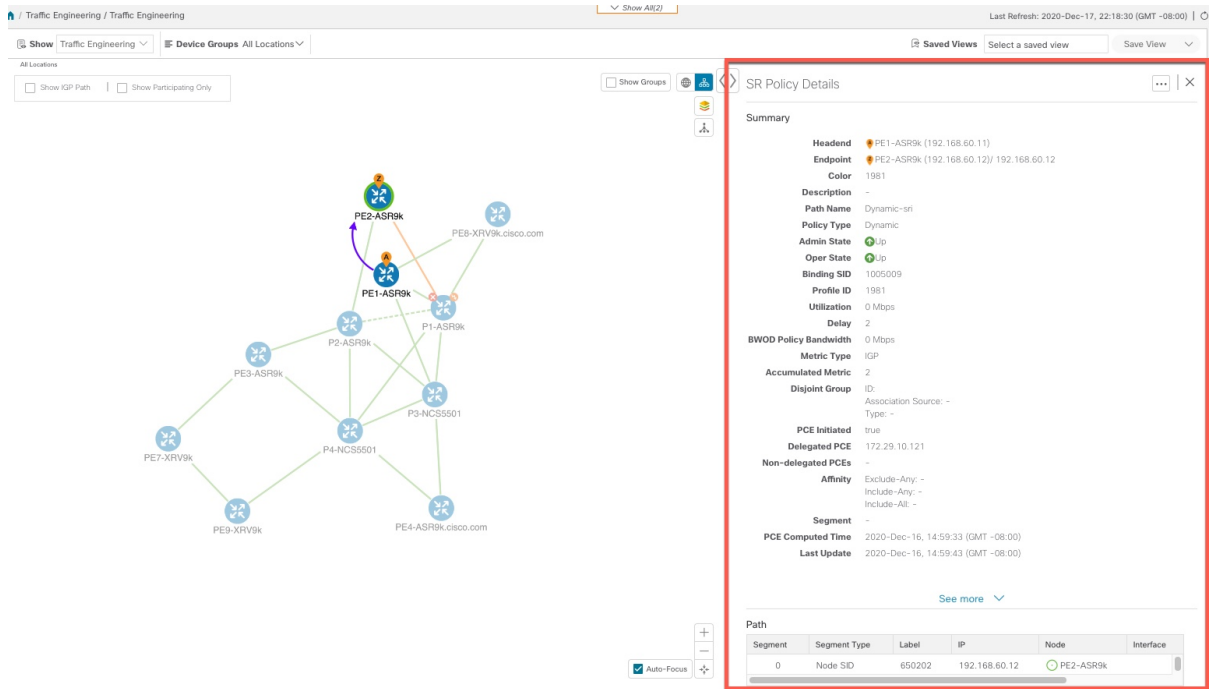 / Traffic Engineering / Traffic Engineering
Show All(2)
Last Refresh: 2020-Dec-17, 22:18:30 (GMT -08:00) |
Show Traffic Engineering
Device Groups All Locations
Saved Views Select a saved view Save View
All Locations
Show IGP Path | Show Participating Only
Show Groups
Z
PE2-ASR9k
PE8-XRV9k.cisco.com
A
PE1-ASR9k
P1-ASR9k
P2-ASR9k
PE3-ASR9k
P3-NCS5501
P4-NCS5501
PE7-XRV9k
PE9-XRV9k
PE4-ASR9k.cisco.com
Auto-Focus
SR Policy Details
Summary
Headend PE1-ASR9k (192.168.60.11)
Endpoint PE2-ASR9k (192.168.60.12)/ 192.168.60.12
Color 1981
Description -
Path Name Dynamic-sri
Policy Type Dynamic
Admin State Up
Oper State Up
Binding SID 1005009
Profile ID 1981
Utilization 0 Mbps
Delay 2
BWOD Policy Bandwidth 0 Mbps
Metric Type IGP
Accumulated Metric 2
Disjoint Group ID:
Association Source: -
Type: -
PCE Initiated true
Delegated PCE 172.29.10.121
Non-delegated PCEs -
Affinity Exclude-Any: -
Include-Any: -
Include-All: -
Segment -
PCE Computed Time 2020-Dec-16, 14:59:33 (GMT -08:00)
Last Update 2020-Dec-16, 14:59:43 (GMT -08:00)
See more
Path
Segment Segment Type Label IP Node Interface
0 Node SID 650202 192.168.60.12 PE2-ASR9k